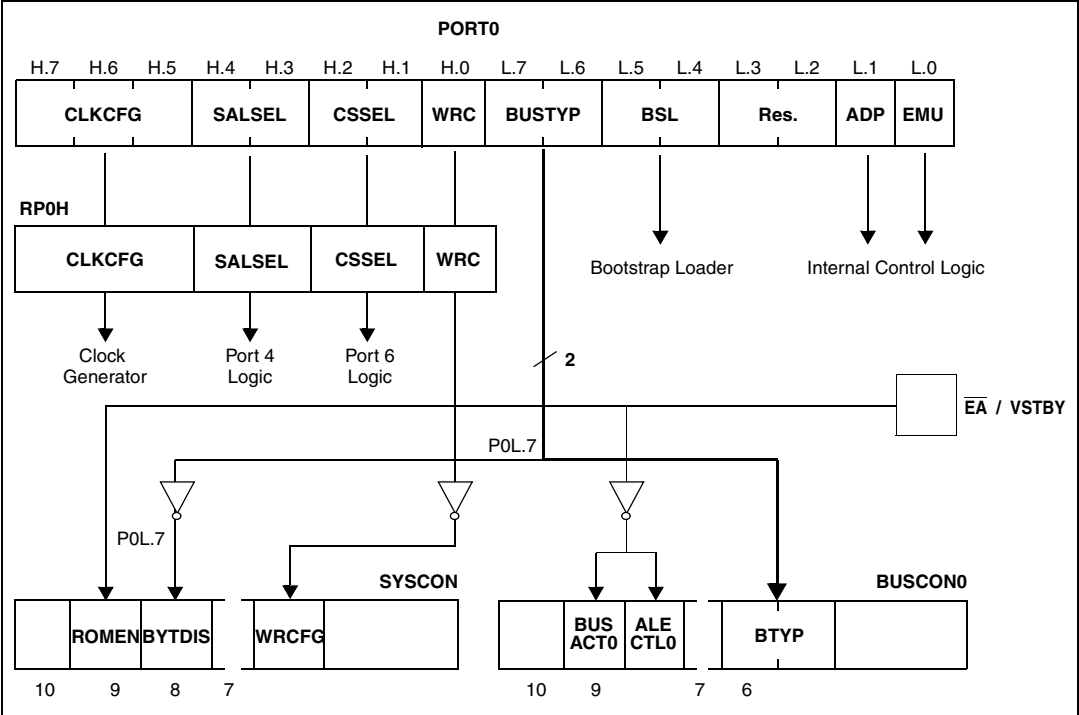 PORT0
H.7 H.6 H.5 H.4 H.3 H.2 H.1 H.0 L.7 L.6 L.5 L.4 L.3 L.2 L.1 L.0
CLKCFG SALSEL CSSEL WRC BUSTYP BSL Res. ADP EMU
RP0H
CLKCFG SALSEL CSSEL WRC
Bootstrap Loader Internal Control Logic
Clock
Generator
Port 4
Logic
Port 6
Logic
2
EA / VSTBY
P0L.7
P0L.7
SYSCON BUSCON0
ROMEN BYTDIS WRCFG
BUS
ACT0
ALE
CTL0
BTYP
10 9 8 7 10 9 7 6